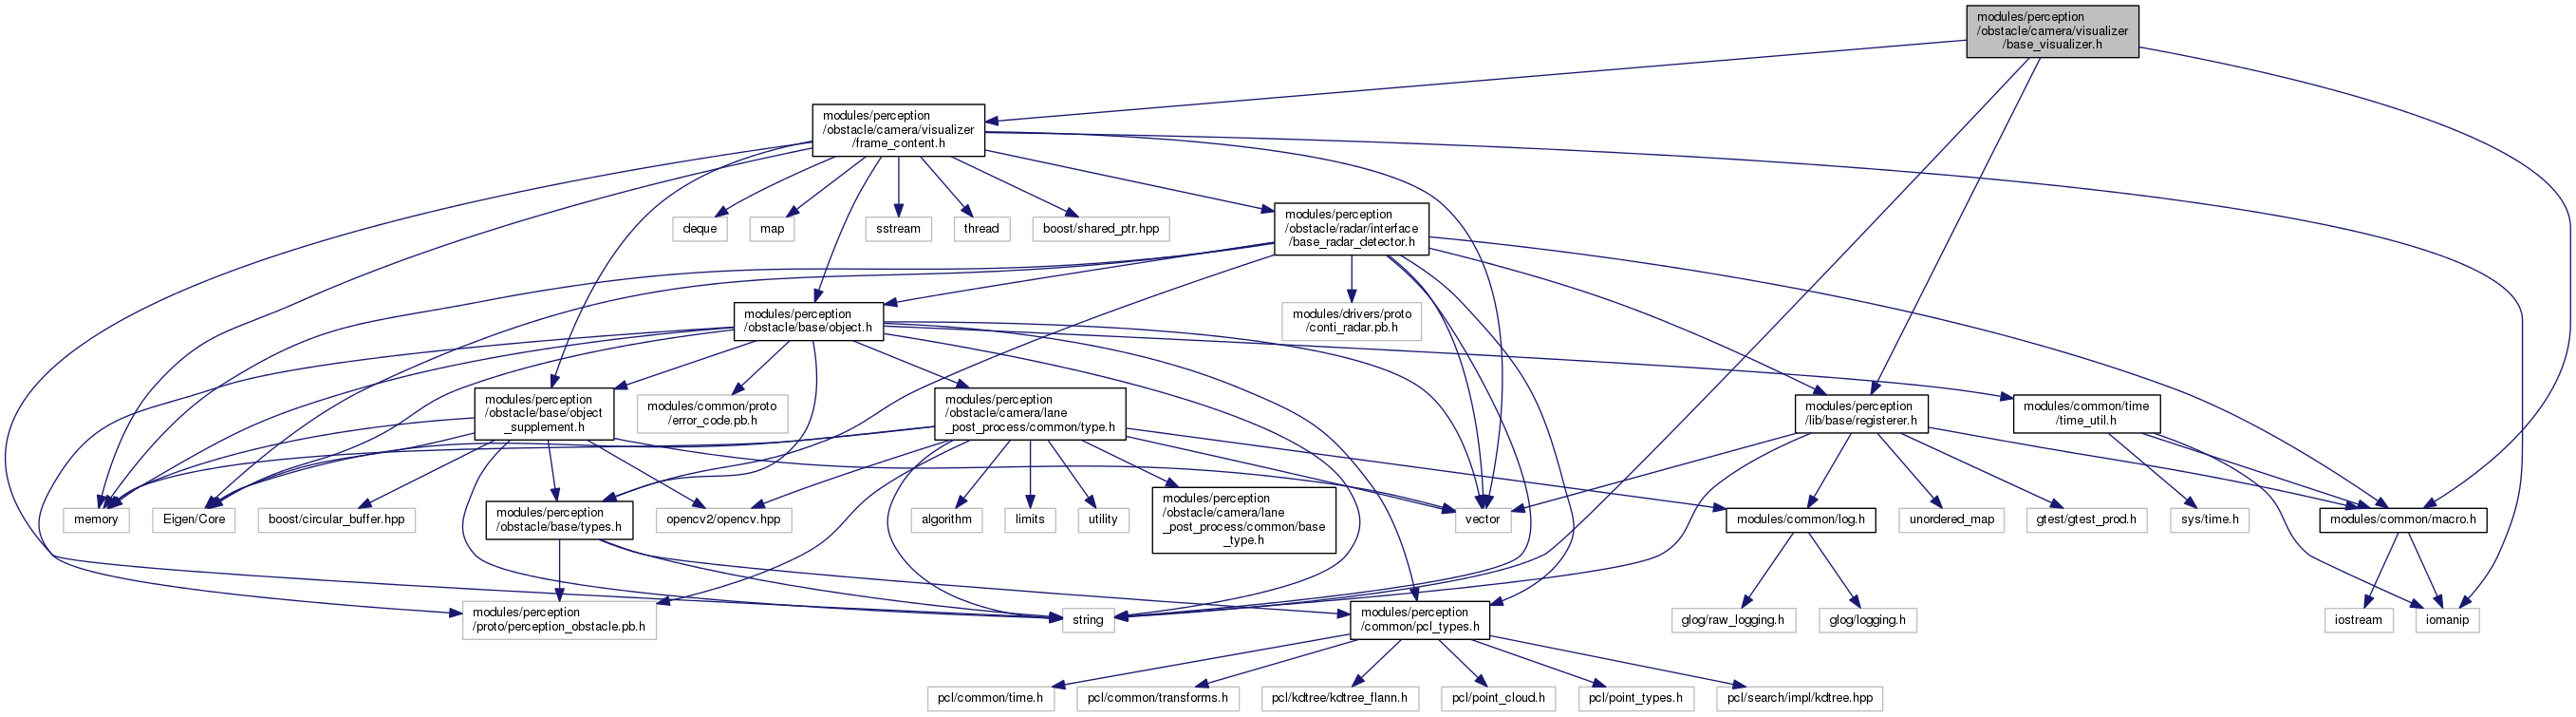 modules/perception
/obstacle/camera/visualizer
/base_visualizer.h
modules/perception
/obstacle/camera/visualizer
/frame_content.h
deque
map
sstream
thread
boost/shared_ptr.hpp
modules/perception
/obstacle/radar/interface
/base_radar_detector.h
modules/perception
/obstacle/base/object.h
modules/drivers/proto
/conti_radar.pb.h
modules/perception
/obstacle/base/object
_supplement.h
modules/common/proto
/error_code.pb.h
modules/perception
/obstacle/camera/lane
_post_process/common/type.h
modules/perception
/lib/base/registerer.h
modules/common/time
/time_util.h
memory
Eigen/Core
boost/circular_buffer.hpp
modules/perception
/obstacle/base/types.h
opencv2/opencv.hpp
algorithm
limits
utility
modules/perception
/obstacle/camera/lane
_post_process/common/base
_type.h
vector
modules/common/log.h
unordered_map
gtest/gtest_prod.h
sys/time.h
modules/common/macro.h
modules/perception
/proto/perception_obstacle.pb.h
string
modules/perception
/common/pcl_types.h
glog/raw_logging.h
glog/logging.h
iostream
iomanip
pcl/common/time.h
pcl/common/transforms.h
pcl/kdtree/kdtree_flann.h
pcl/point_cloud.h
pcl/point_types.h
pcl/search/impl/kdtree.hpp